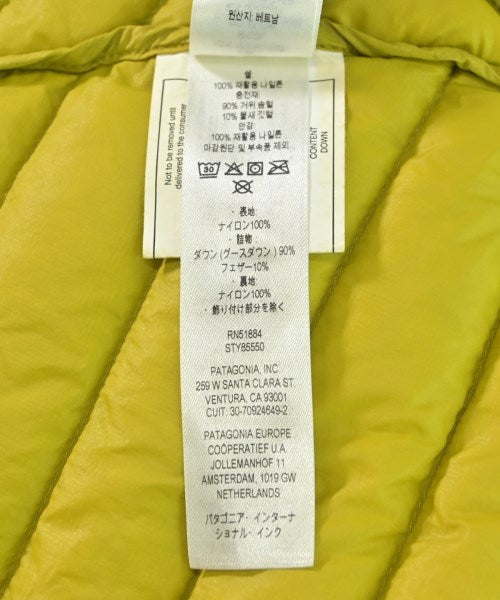 원산지: 베트남
쉘:
100% 재활용 나일론
충전재:
90% 거위 솜털
10% 물새 깃털
안감:
100% 재활용 나일론
마감원단 및 부속품 제외
30
Not to be removed until
delivered to the consumer
CONTENT
DOWN
・表地:
ナイロン100%
・詰物:
ダウン (グースダウン) 90%
フェザー10%
・裏地:
ナイロン100%
・飾り付け部分を除く
RN51884
STY85550
PATAGONIA, INC.
259 W SANTA CLARA ST.
VENTURA, CA 93001
CUIT: 30-70924649-2
PATAGONIA EUROPE
COÖPERATIEF U.A.
JOLLEMANHOF 11
AMSTERDAM, 1019 GW
NETHERLANDS
パタゴニア・インターナ
ショナル・インク